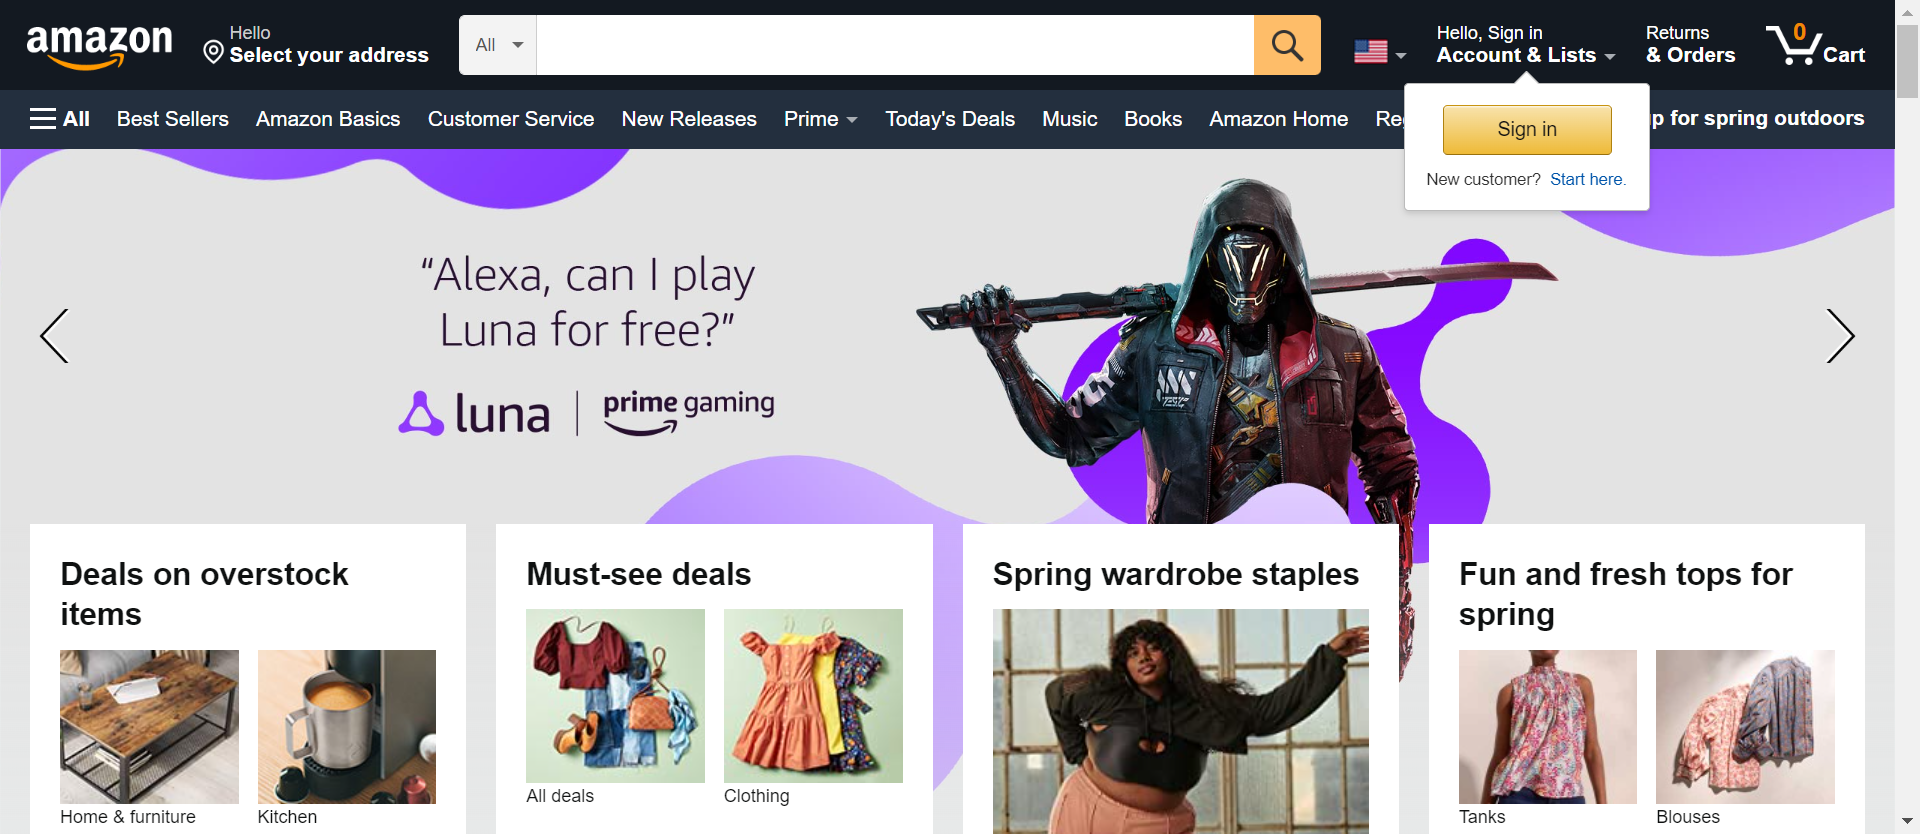 amazon
Hello
Select your address
All
Hello, Sign in
Account & Lists
Returns
& Orders
0
Cart
All
Best Sellers
Amazon Basics
Customer Service
New Releases
Prime
Today's Deals
Music
Books
Amazon Home
up for spring outdoors
Sign in
New customer? Start here.
“Alexa, can I play
Luna for free?”
luna | prime gaming
Deals on overstock
items
Home & furniture
Kitchen
Must-see deals
All deals
Clothing
Spring wardrobe staples
Fun and fresh tops for
spring
Tanks
Blouses